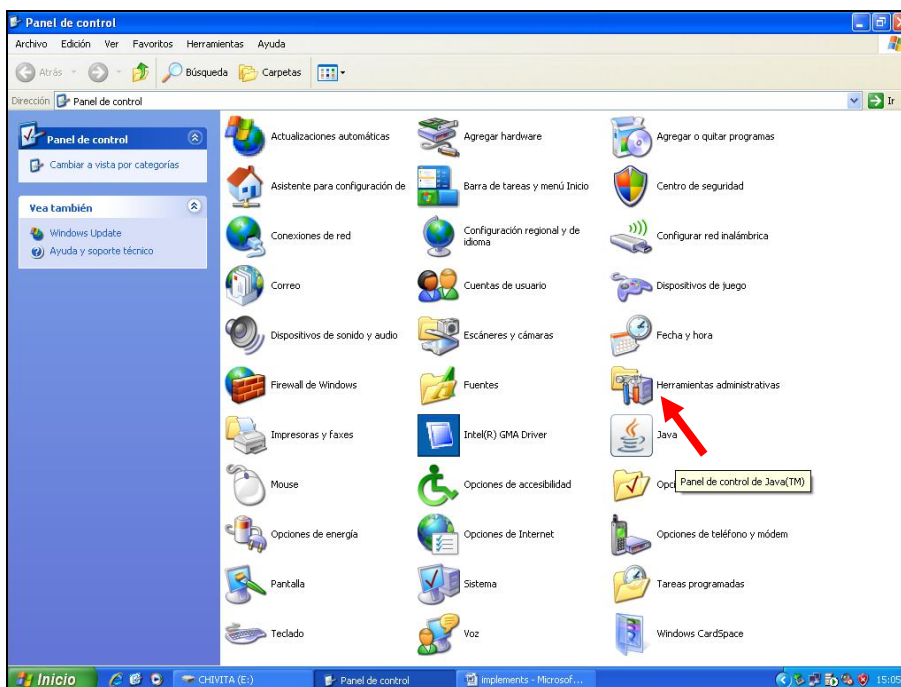 Panel de control
Archivo Edición Ver Favoritos Herramientas Ayuda
Atrás Búsqueda Carpetas
Dirección Panel de control Ir
Panel de control
Cambiar a vista por categorías
Vea también
Windows Update
Ayuda y soporte técnico
Actualizaciones automáticas Agregar hardware Agregar o quitar programas
Asistente para configuración de Barra de tareas y menú Inicio Centro de seguridad
Conexiones de red Configuración regional y de
idioma Configurar red inalámbrica
Correo Cuentas de usuario Dispositivos de juego
Dispositivos de sonido y audio Escáneres y cámaras Fecha y hora
Firewall de Windows Fuentes Herramientas administrativas
Impresoras y faxes Intel(R) GMA Driver Java
Mouse Opciones de accesibilidad Opc
Panel de control de Java(TM)
Opciones de energía Opciones de Internet Opciones de teléfono y módem
Pantalla Sistema Tareas programadas
Teclado Voz Windows CardSpace
Inicio CHIVITA (E:) Panel de control implements - Microsof... 15:05